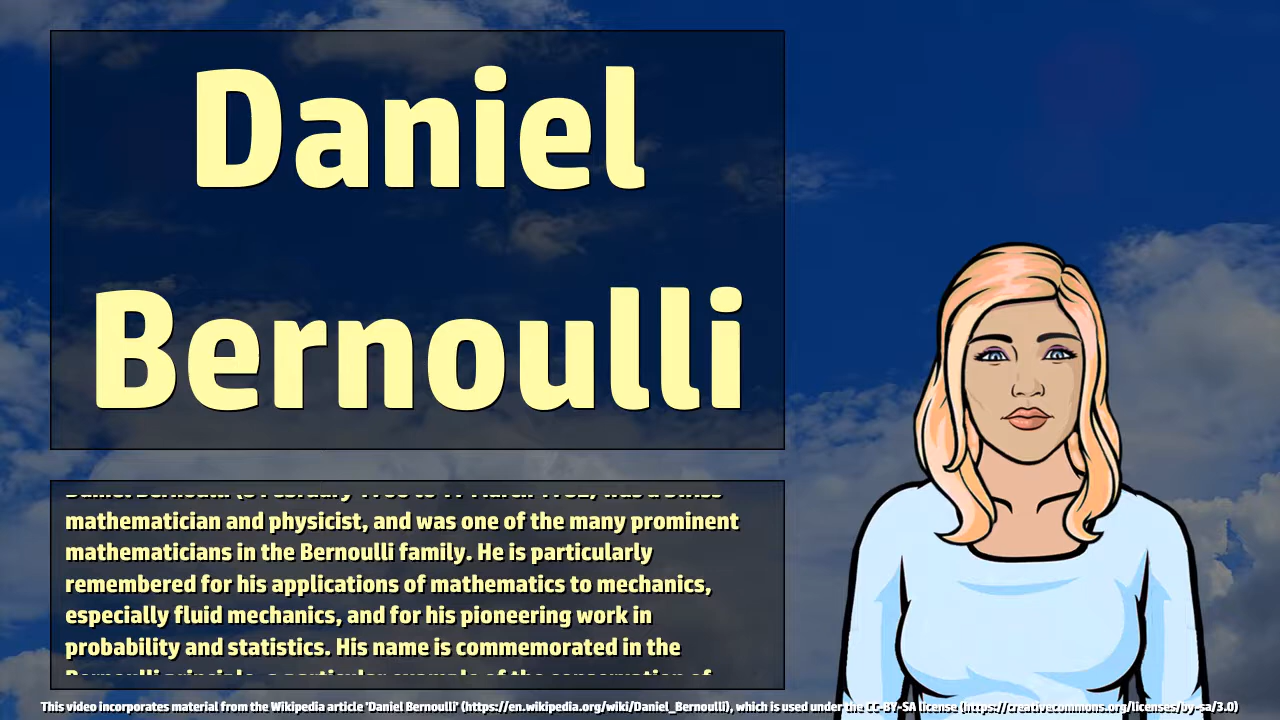 Daniel
Bernoulli
mathematician and physicist, and was one of the many prominent
mathematicians in the Bernoulli family. He is particularly
remembered for his applications of mathematics to mechanics,
especially fluid mechanics, and for his pioneering work in
probability and statistics. His name is commemorated in the
This video incorporates material from the Wikipedia article 'Daniel Bernoulli' (https://en.wikipedia.org/wiki/Daniel_Bernoulli), which is used under the CC-BY-SA license (https://creativecommons.org/licenses/by-sa/3.0)